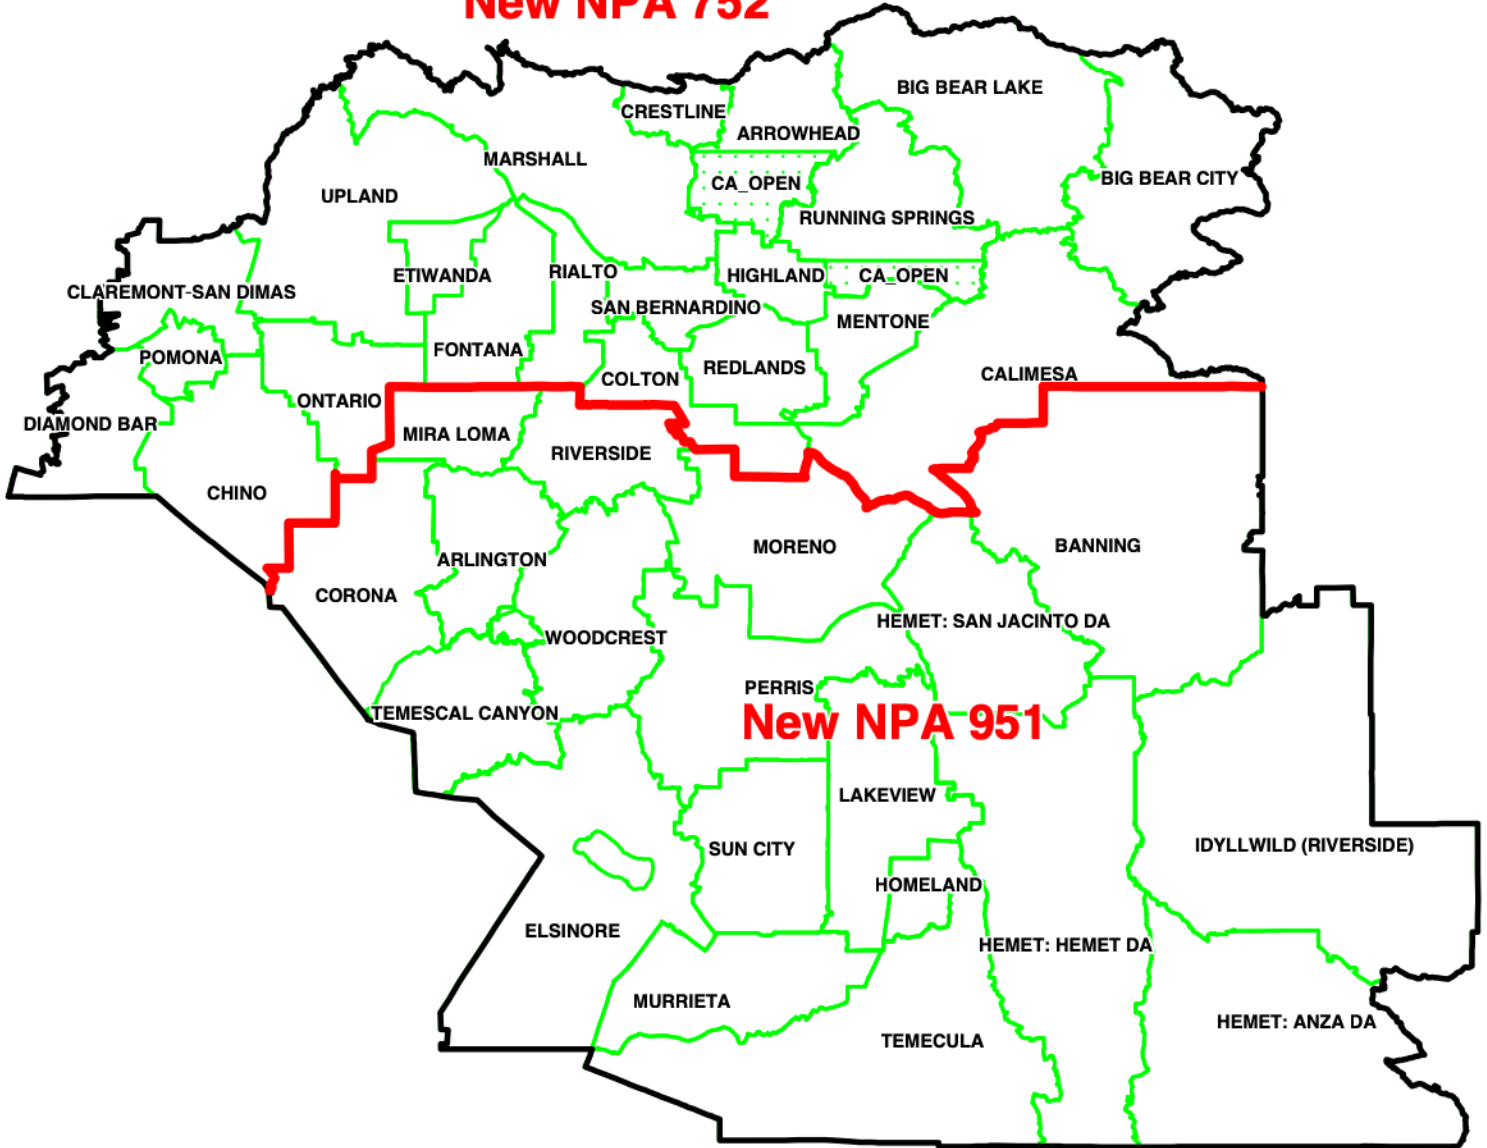 New NPA 752
BIG BEAR LAKE
CRESTLINE
ARROWHEAD
MARSHALL
CA_OPEN
BIG BEAR CITY
UPLAND
RUNNING SPRINGS
ETIWANDA
RIALTO
HIGHLAND
CA_OPEN
CLAREMONT-SAN DIMAS
SAN BERNARDINO
MENTONE
POMONA
FONTANA
REDLANDS
COLTON
CALIMESA
ONTARIO
DIAMOND BAR
MIRA LOMA
RIVERSIDE
CHINO
MORENO
BANNING
ARLINGTON
CORONA
HEMET: SAN JACINTO DA
WOODCREST
PERRIS
TEMESCAL CANYON
New NPA 951
LAKEVIEW
SUN CITY
IDYLLWILD (RIVERSIDE)
HOMELAND
ELSINORE
HEMET: HEMET DA
MURRIETA
HEMET: ANZA DA
TEMECULA